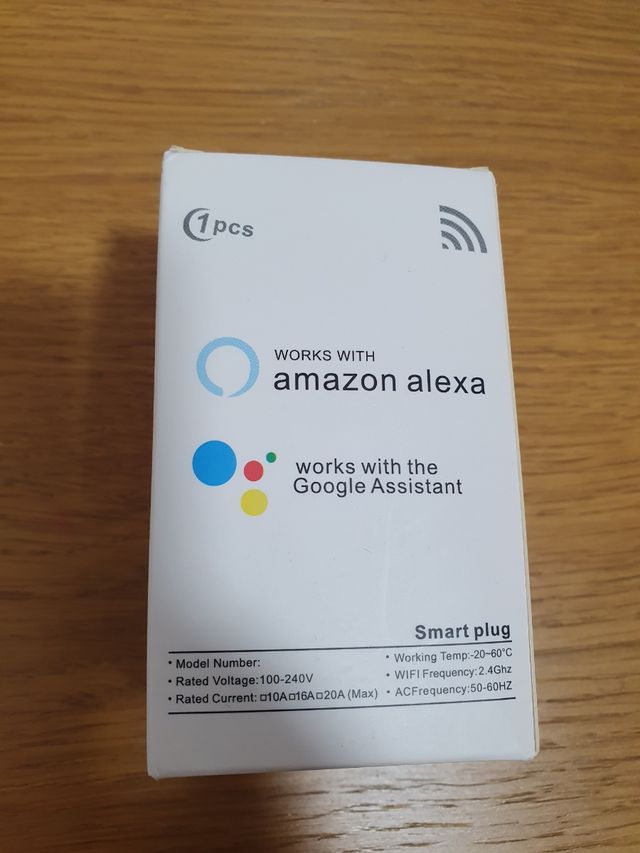 1pcs
WORKS WITH
amazon alexa
works with the
Google Assistant
Smart plug
• Model Number:
• Rated Voltage:100-240V
• Rated Current: □10A□16A□20A (Max)
• Working Temp:-20~60°C
• WIFI Frequency:2.4Ghz
• ACFrequency:50-60HZ